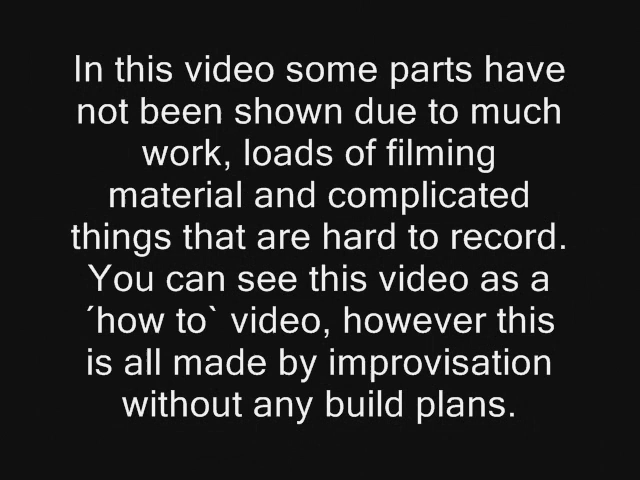 In this video some parts have
not been shown due to much
work, loads of filming
material and complicated
things that are hard to record.
You can see this video as a
´how to` video, however this
is all made by improvisation
without any build plans.